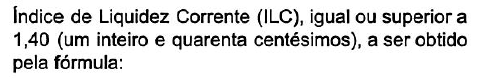 Índice de Liquidez Corrente (ILC), igual ou superior a
1,40 (um inteiro e quarenta centésimos), a ser obtido
pela fórmula: